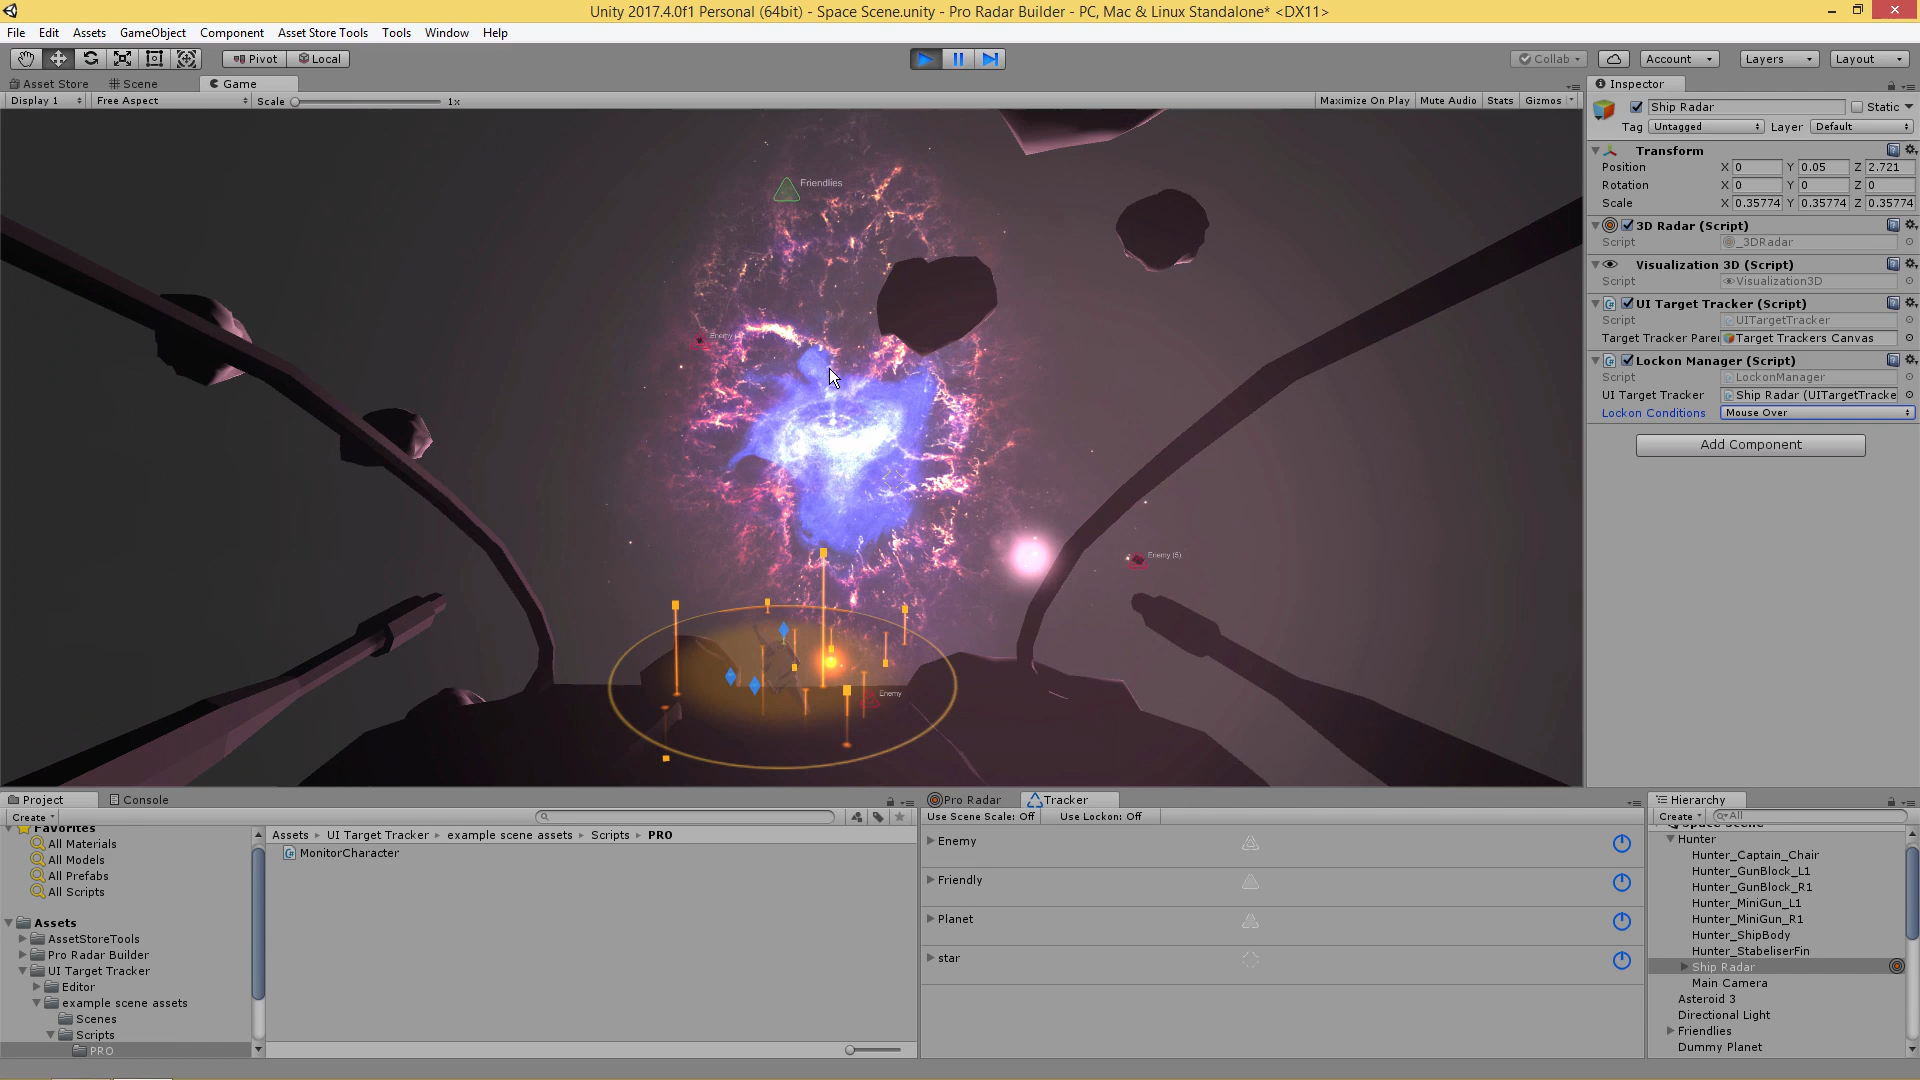 Unity 2017.4.0f1 Personal (64bit) - Space Scene.unity - Pro Radar Builder - PC, Mac & Linux Standalone* <DX11>
File Edit Assets GameObject Component Asset Store Tools Tools Window Help
Pivot Local Collab Account Layers Layout
Asset Store Scene Game
Display 1 Free Aspect Scale 1x Maximize On Play Mute Audio Stats Gizmos
Friendlies
Enemy
Enemy (5)
Enemy
Inspector
Ship Radar Static
Tag Untagged Layer Default
Transform
Position X 0 Y 0.05 Z 2.721
Rotation X 0 Y 0 Z 0
Scale X 0.35774 Y 0.35774 Z 0.35774
3D Radar (Script)
Script _3DRadar
Visualization 3D (Script)
Script Visualization3D
UI Target Tracker (Script)
Script UITargetTracker
Target Tracker Parei Target Trackers Canvas
Lockon Manager (Script)
Script LockonManager
UI Target Tracker Ship Radar (UITargetTracke
Lockon Conditions Mouse Over
Add Component
Project Console
Create
Favorites
All Materials
All Models
All Prefabs
All Scripts
Assets
AssetStoreTools
Pro Radar Builder
UI Target Tracker
Editor
example scene assets
Scenes
Scripts
PRO
Assets UI Target Tracker example scene assets Scripts PRO
MonitorCharacter
Pro Radar Tracker
Use Scene Scale: Off Use Lockon: Off
Enemy
Friendly
Planet
star
Hierarchy
Create All
Space Scene
Hunter
Hunter_Captain_Chair
Hunter_GunBlock_L1
Hunter_GunBlock_R1
Hunter_MiniGun_L1
Hunter_MiniGun_R1
Hunter_ShipBody
Hunter_StabeliserFin
Ship Radar
Main Camera
Asteroid 3
Directional Light
Friendlies
Dummy Planet